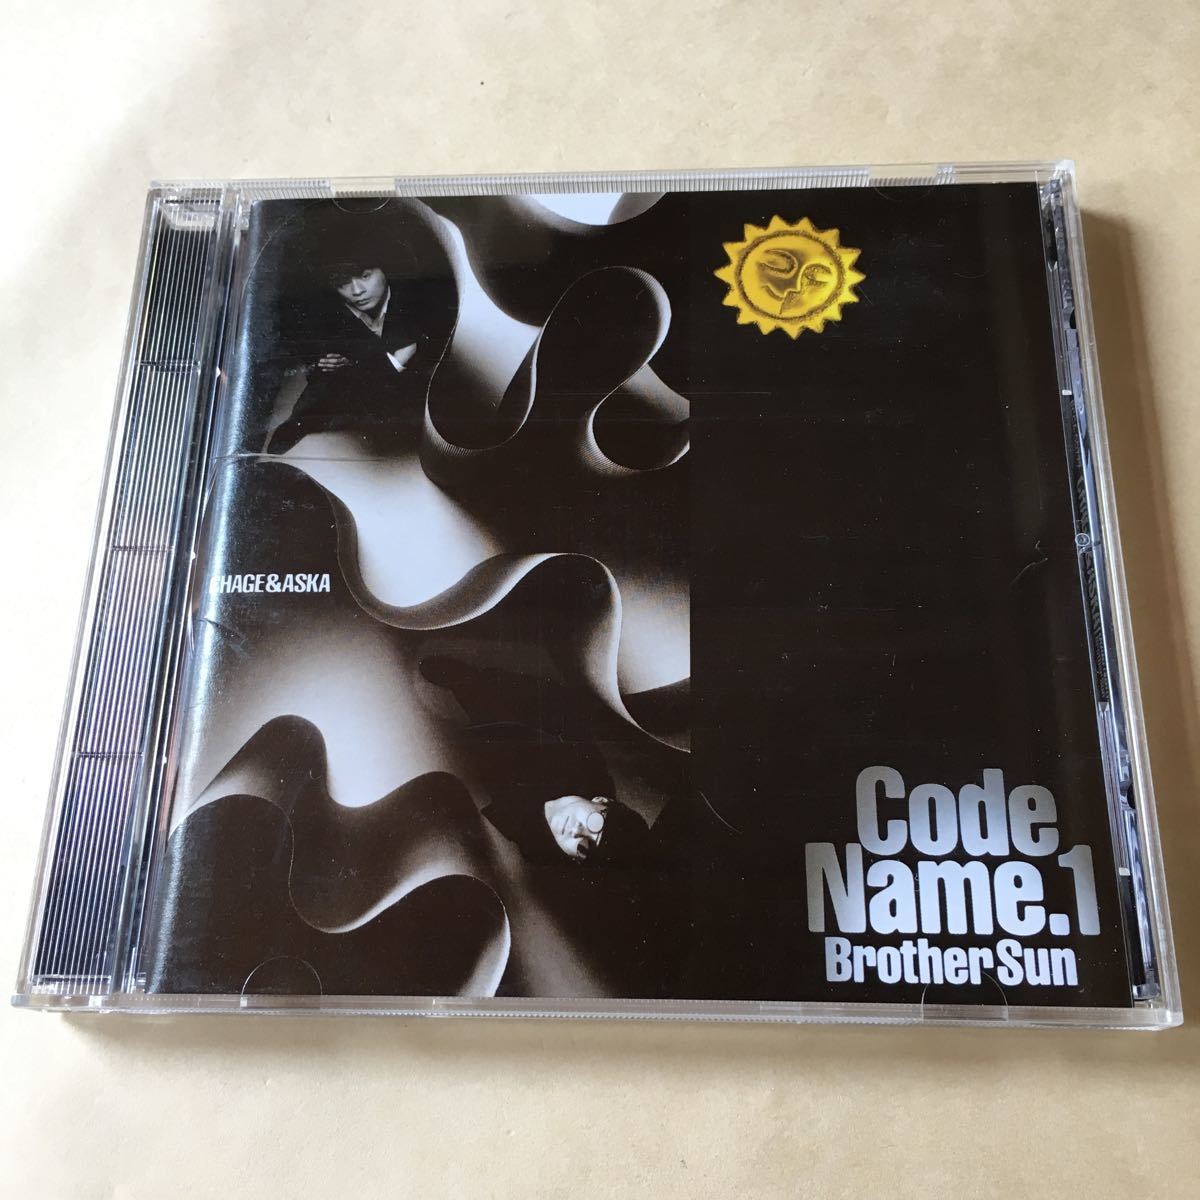 CHAGE&ASKA
Code
Name.1
Brother Sun